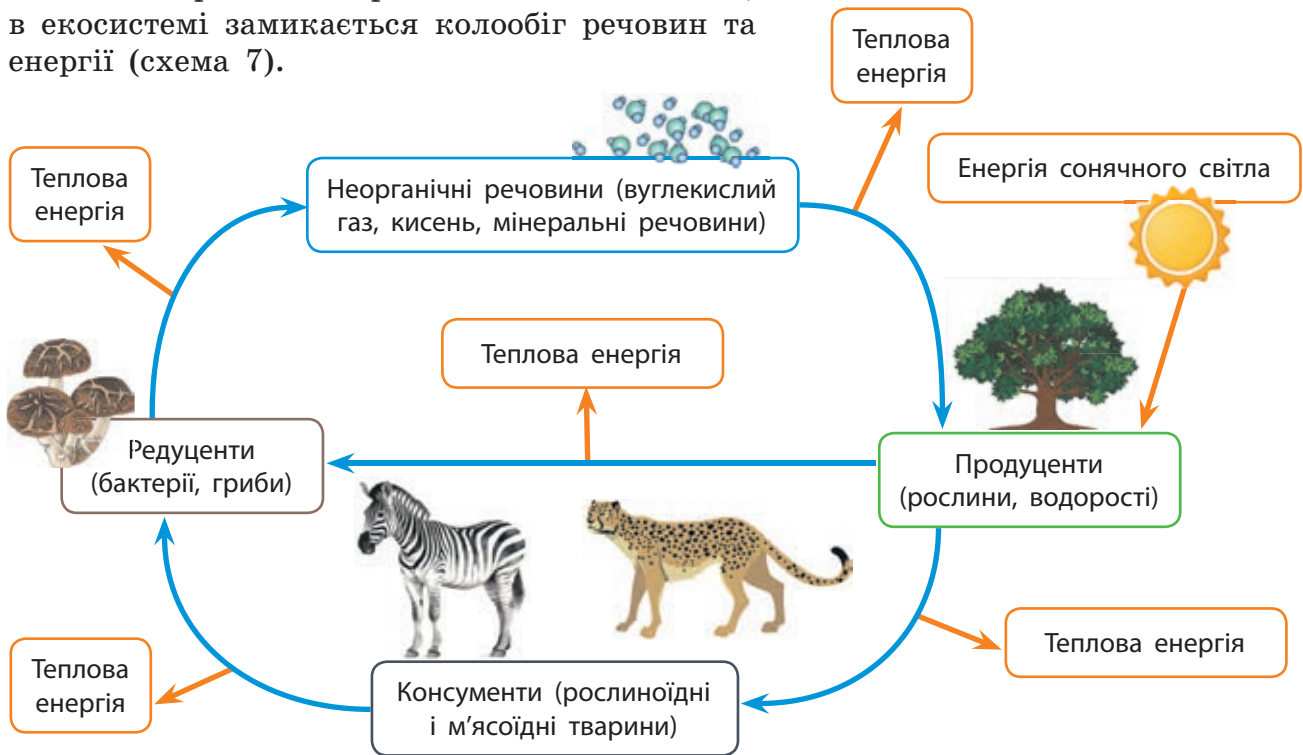 в екосистемі замикається колообіг речовин та
енергії (схема 7).
Теплова
енергія
Енергія сонячного світла
Теплова
енергія
Неорганічні речовини (вуглекислий
газ, кисень, мінеральні речовини)
Теплова енергія
Редуценти
(бактерії, гриби)
Продуценти
(рослини, водорості)
Теплова енергія
Теплова
енергія
Консументи (рослиноїдні
і м’ясоїдні тварини)